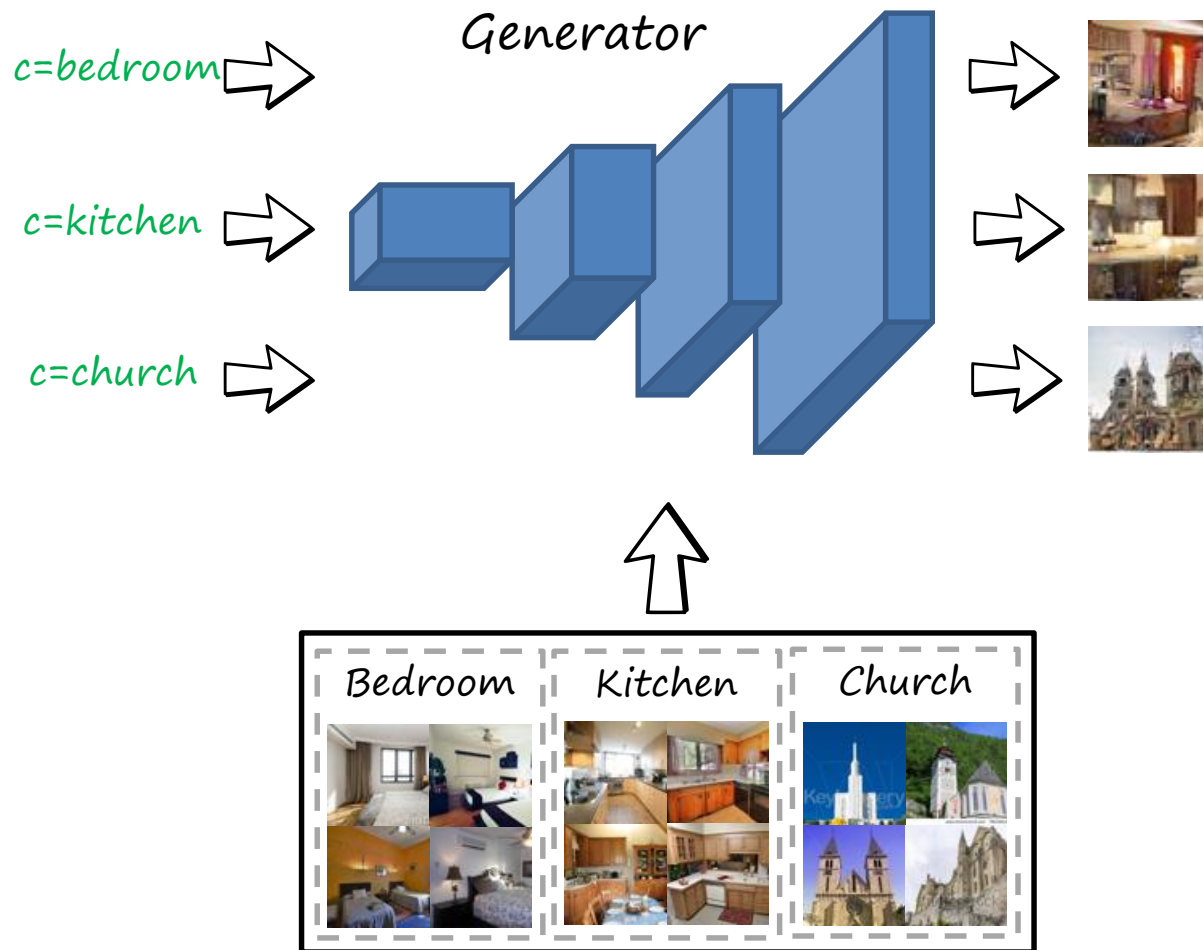 Generator
c=bedroom
c=kitchen
c=church
Bedroom
Kitchen
Church